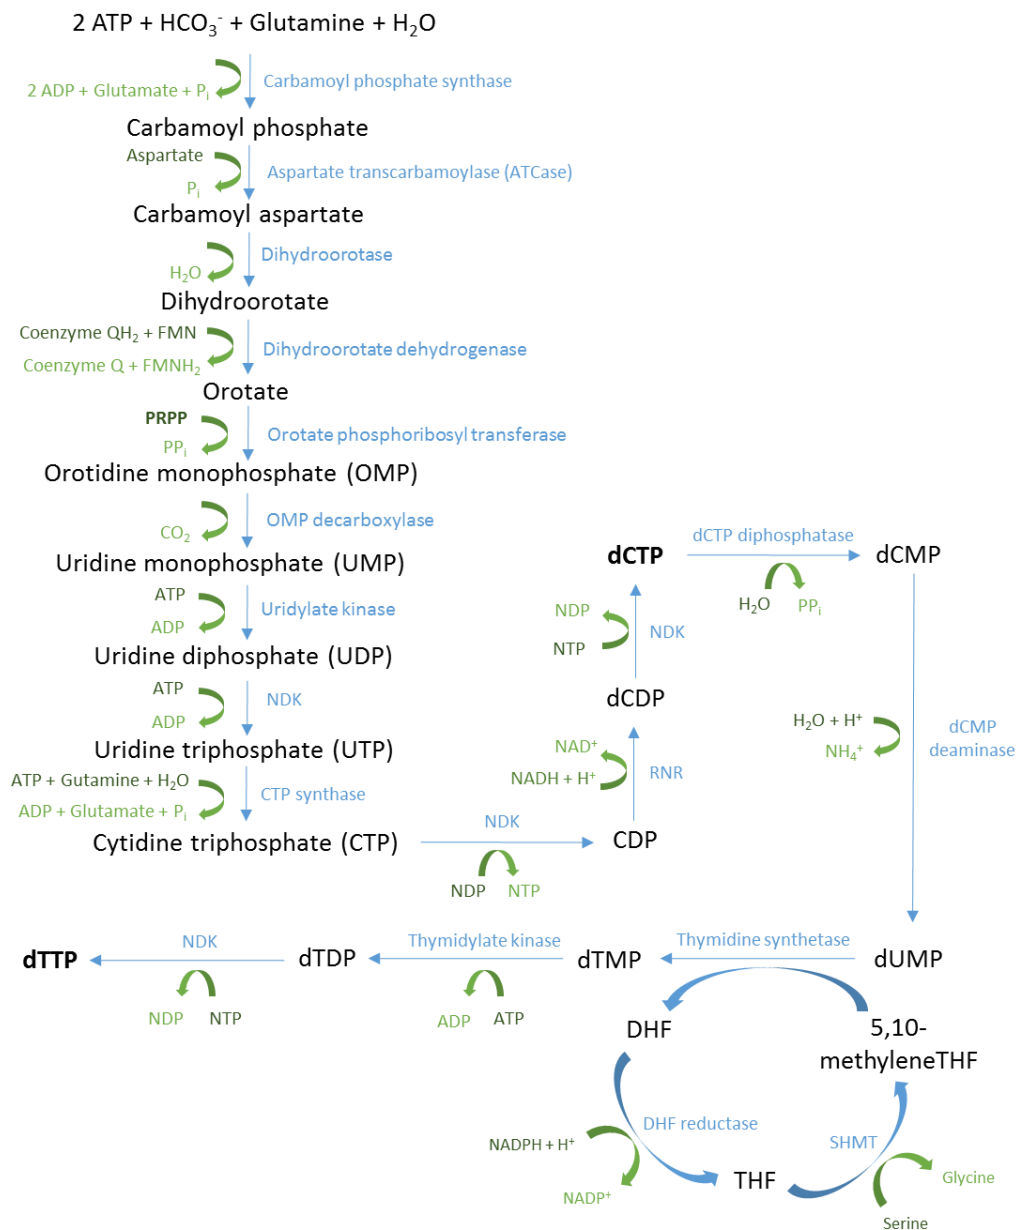 2 ATP + HCO₃⁻ + Glutamine + H₂O
Carbamoyl phosphate synthase
2 ADP + Glutamate + Pᵢ
Carbamoyl phosphate
Aspartate
Aspartate transcarbamoylase (ATCase)
Pᵢ
Carbamoyl aspartate
Dihydroorotase
H₂O
Dihydroorotate
Coenzyme QH₂ + FMN
Dihydroorotate dehydrogenase
Coenzyme Q + FMNH₂
Orotate
PRPP
Orotate phosphoribosyl transferase
PPᵢ
Orotidine monophosphate (OMP)
OMP decarboxylase
CO₂
Uridine monophosphate (UMP)
ATP
Uridylate kinase
ADP
Uridine diphosphate (UDP)
ATP
NDK
ADP
Uridine triphosphate (UTP)
ATP + Gutamine + H₂O
CTP synthase
ADP + Glutamate + Pᵢ
Cytidine triphosphate (CTP)
NDK
NDP
NTP
CDP
NAD⁺
NADH + H⁺
RNR
dCDP
NDP
NTP
NDK
dCTP
dCTP diphosphatase
H₂O
PPᵢ
dCMP
H₂O + H⁺
NH₄⁺
dCMP
deaminase
dUMP
Thymidine synthetase
dTMP
Thymidylate kinase
ADP
ATP
dTDP
NDK
NDP
NTP
dTTP
DHF
5,10-
methyleneTHF
DHF reductase
NADPH + H⁺
NADP⁺
THF
SHMT
Glycine
Serine